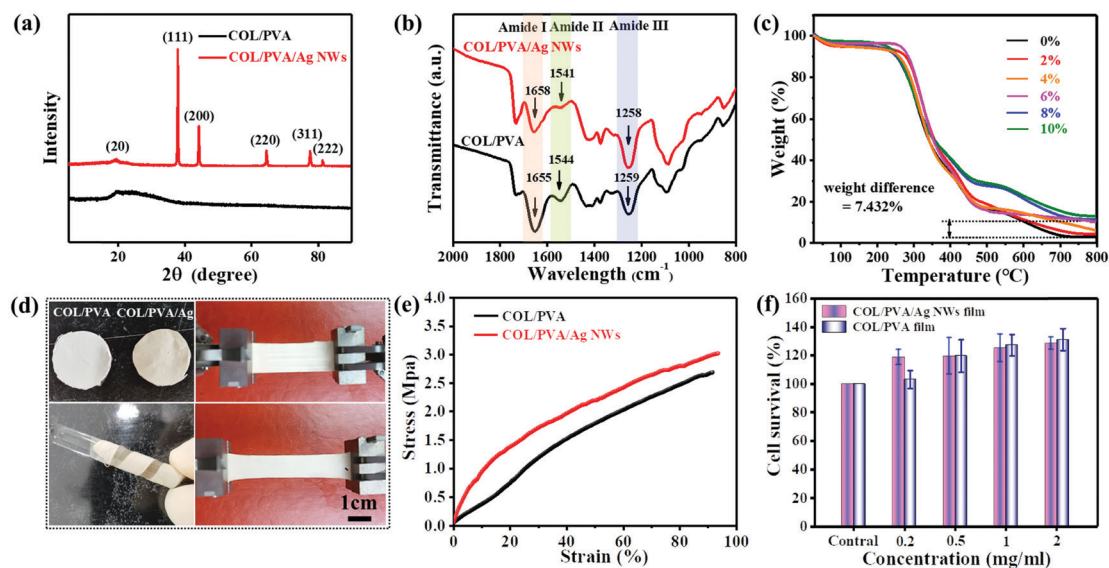 (a)
(111)
COL/PVA
COL/PVA/Ag NWs
(200)
(20)
(220)
(311)
(222)
Intensity
20 40 60 80
2θ (degree)
(b)
Amide I Amide II Amide III
COL/PVA/Ag NWs
1658
1541
1258
COL/PVA
1655
1544
1259
Transmittance (a.u.)
2000 1800 1600 1400 1200 1000 800
Wavelength (cm-1)
(c)
100
80
60
40
20
0
Weight (%)
0%
2%
4%
6%
8%
10%
weight difference
= 7.432%
200 400 600 800
Temperature (°C)
(d)
COL/PVA COL/PVA/Ag
1cm
(e)
4.0
3.5
3.0
2.5
2.0
1.5
1.0
0.5
0.0
Stress (Mpa)
COL/PVA
COL/PVA/Ag NWs
0 20 40 60 80 100
Strain (%)
(f)
160
140
120
100
80
60
40
20
0
Cell survival (%)
COL/PVA/Ag NWs film
COL/PVA film
Contral 0.2 0.5 1 2
Concentration (mg/ml)